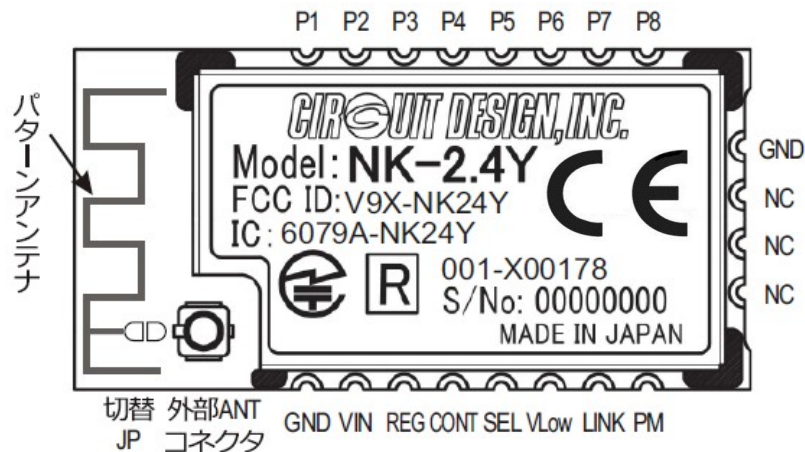 P1 P2 P3 P4 P5 P6 P7 P8
パターンアンテナ
CIRCUIT DESIGN, INC.
Model: NK-2.4Y
FCC ID: V9X-NK24Y
IC: 6079A-NK24Y
R
001-X00178
S/No: 00000000
MADE IN JAPAN
CE
GND
NC
NC
NC
切替
JP
外部ANT
コネクタ
GND VIN REG CONT SEL VLow LINK PM